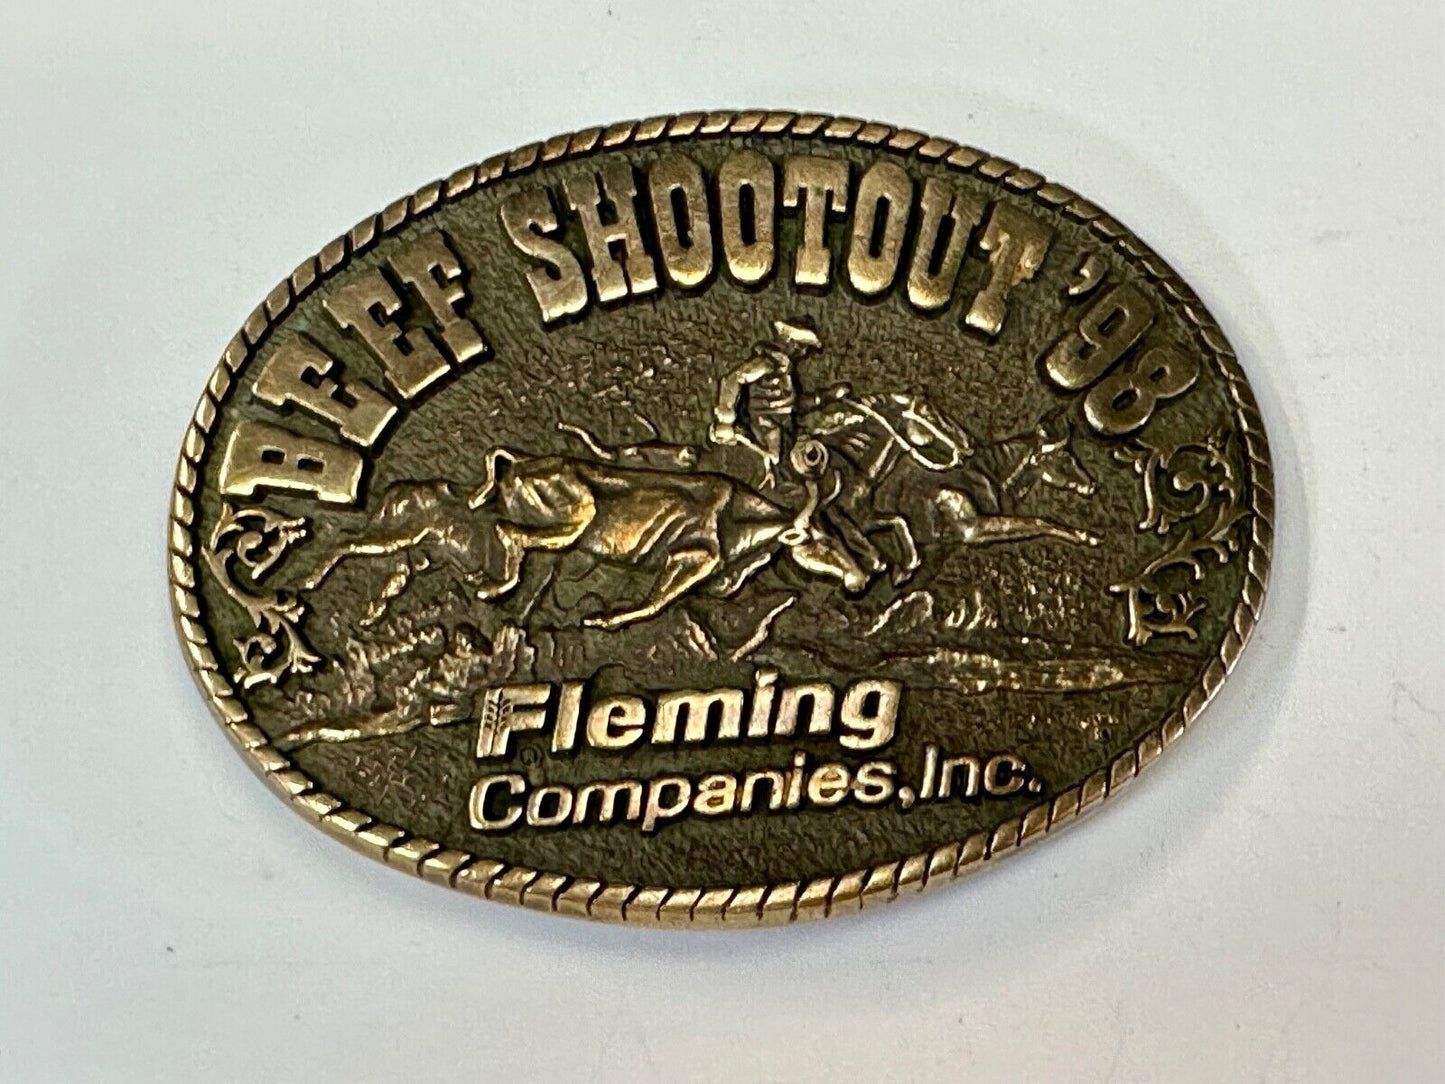 BEEF SHOOTOUT '98
Fleming
®
Companies, Inc.